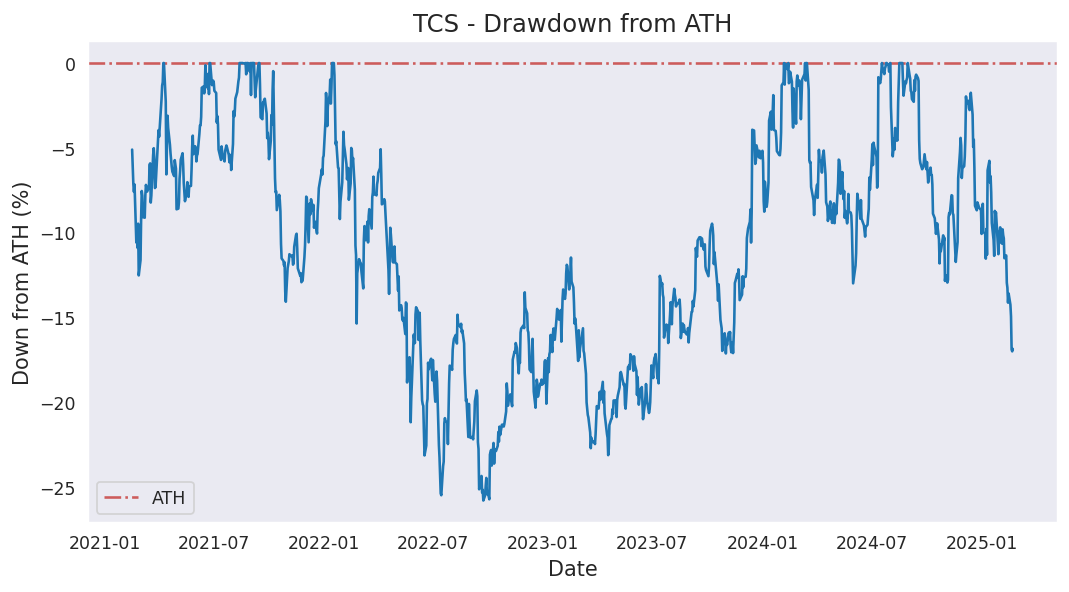 TCS - Drawdown from ATH
Down from ATH (%)
0
−5
−10
−15
−20
−25
ATH
2021-01 2021-07 2022-01 2022-07 2023-01 2023-07 2024-01 2024-07 2025-01
Date